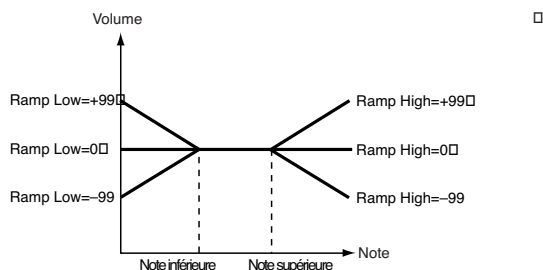 Volume
Ramp Low=+99
Ramp High=+99
Ramp Low=0
Ramp High=0
Ramp Low=–99
Ramp High=–99
Note
Note inférieure
Note supérieure